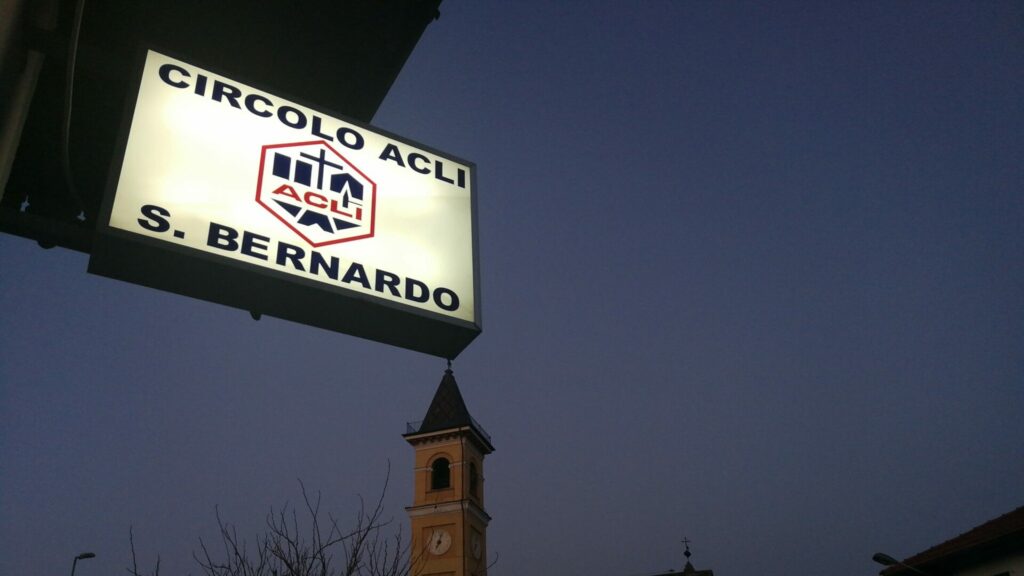 CIRCOLO ACLI
ACLI
S. BERNARDO